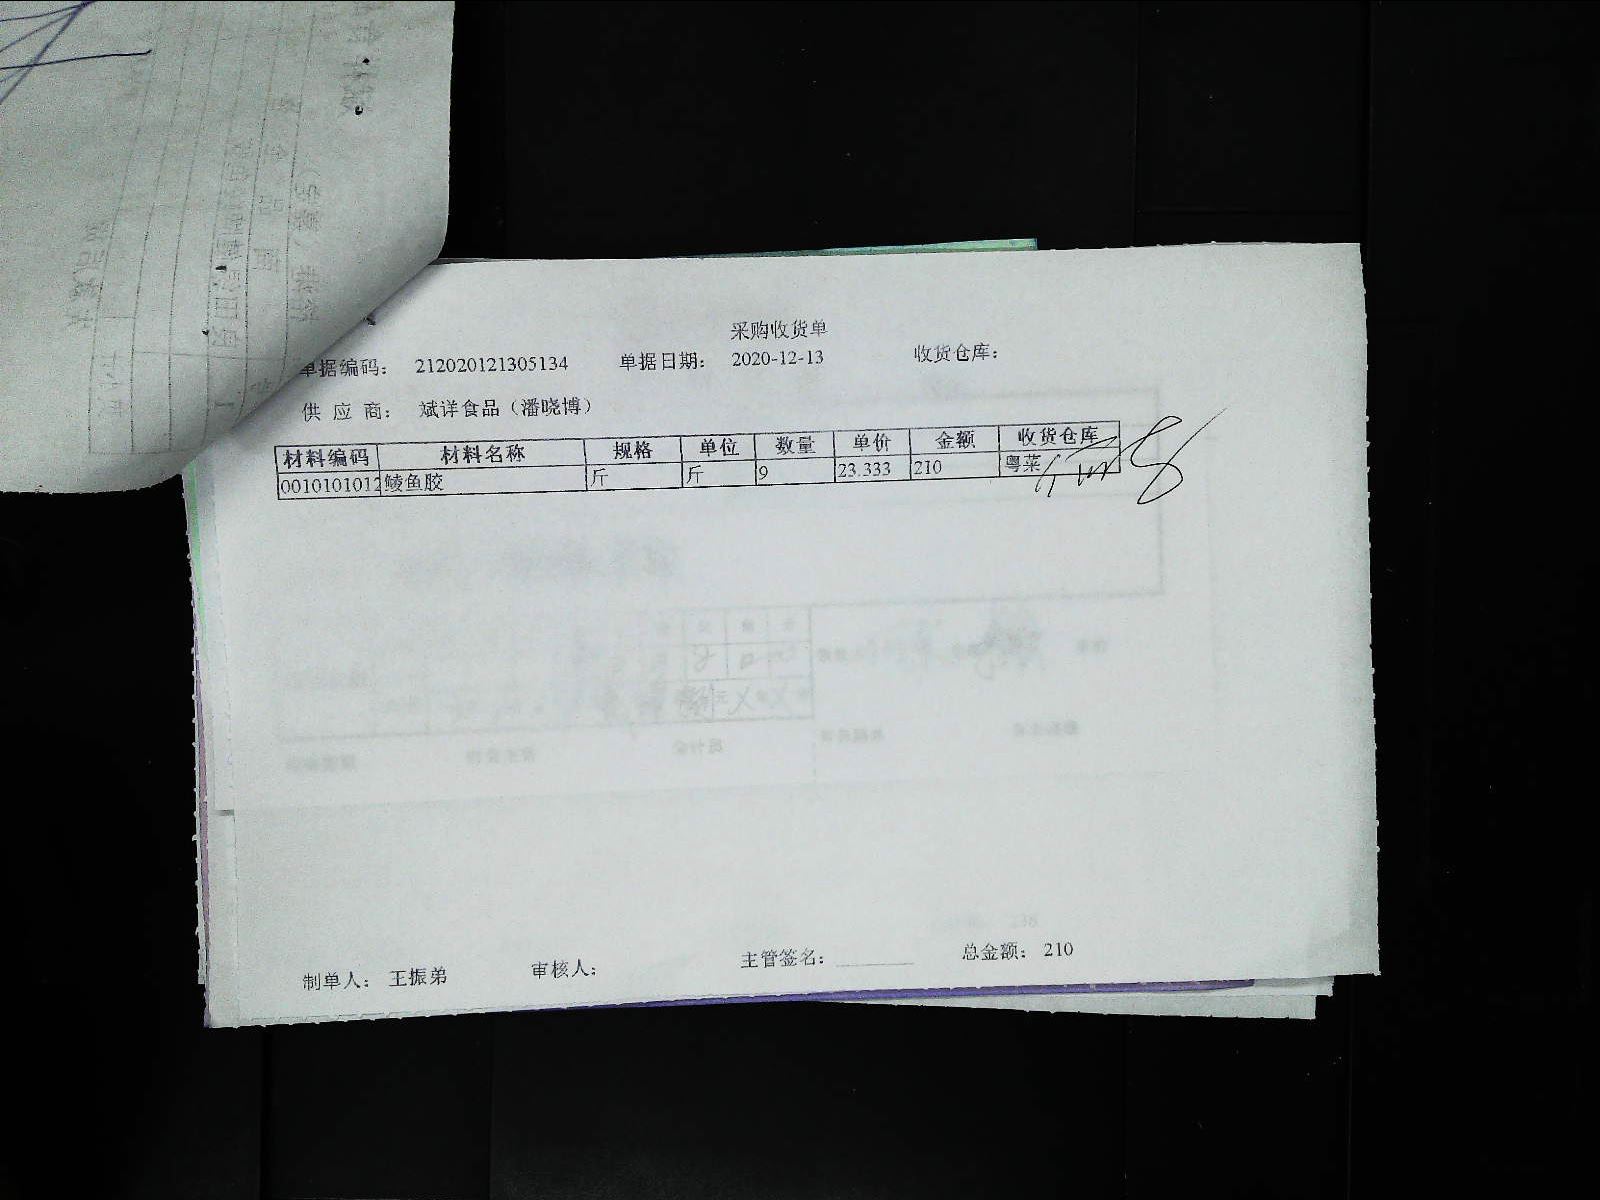 采购收货单
单据编码： 212020121305134 单据日期： 2020-12-13 收货仓库：
供 应 商： 斌详食品（潘晓博）
材料编码 材料名称 规格 单位 数量 单价 金额 收货仓库
0010101012 鲮鱼胶 斤 斤 9 23.333 210 粤菜
制单人： 王振弟 审核人： 主管签名： 总金额： 210